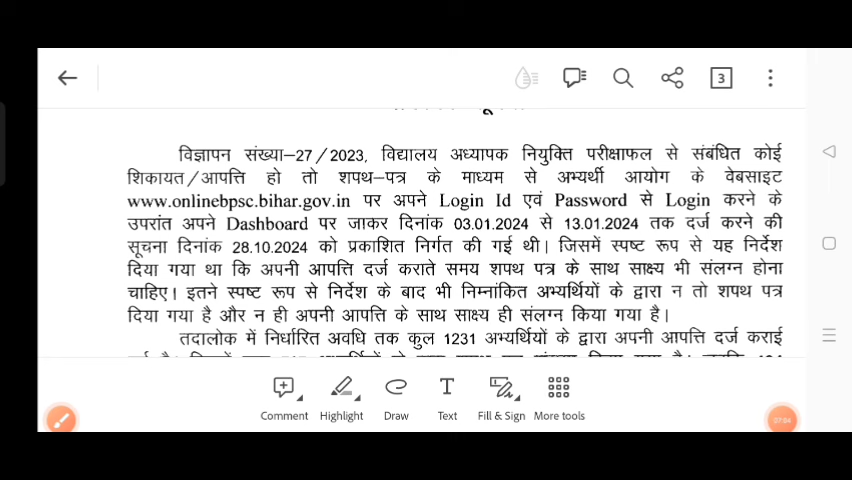 3
विज्ञापन संख्या–27/2023, विद्यालय अध्यापक नियुक्ति परीक्षाफल से संबंधित कोई
शिकायत/आपत्ति हो तो शपथ–पत्र के माध्यम से अभ्यर्थी आयोग के वेबसाइट
www.onlinebpsc.bihar.gov.in पर अपने Login Id एवं Password से Login करने के
उपरांत अपने Dashboard पर जाकर दिनांक 03.01.2024 से 13.01.2024 तक दर्ज करने की
सूचना दिनांक 28.10.2024 को प्रकाशित निर्गत की गई थी। जिसमें स्पष्ट रूप से यह निर्देश
दिया गया था कि अपनी आपत्ति दर्ज कराते समय शपथ पत्र के साथ साक्ष्य भी संलग्न होना
चाहिए। इतने स्पष्ट रूप से निर्देश के बाद भी निम्नांकित अभ्यर्थियों के द्वारा न तो शपथ पत्र
दिया गया है और न ही अपनी आपत्ति के साथ साक्ष्य ही संलग्न किया गया है।
तदालोक में निर्धारित अवधि तक कुल 1231 अभ्यर्थियों के द्वारा अपनी आपत्ति दर्ज कराई
Comment Highlight Draw Text Fill & Sign More tools
07:04